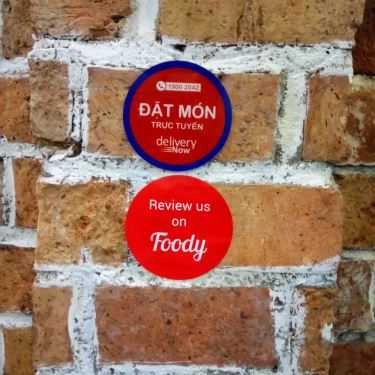 1900 2042
ĐẶT MÓN
TRỰC TUYẾN
delivery
Now
Review us
on
Foody